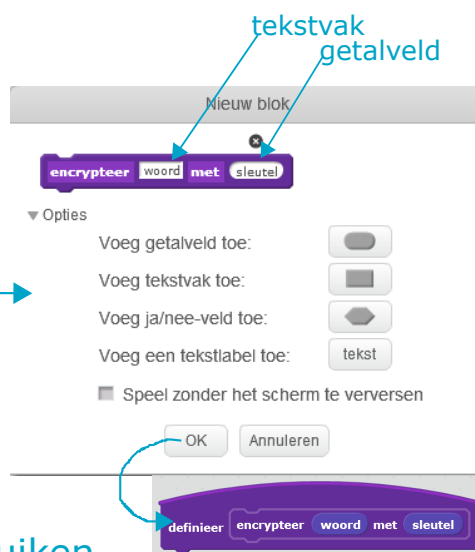 tekstvak
getalveld
Nieuw blok
encrypteer woord met sleutel
Opties
Voeg getalveld toe:
Voeg tekstvak toe:
Voeg ja/nee-veld toe:
Voeg een tekstlabel toe: tekst
Speel zonder het scherm te verversen
OK Annuleren
definieer encrypteer woord met sleutel